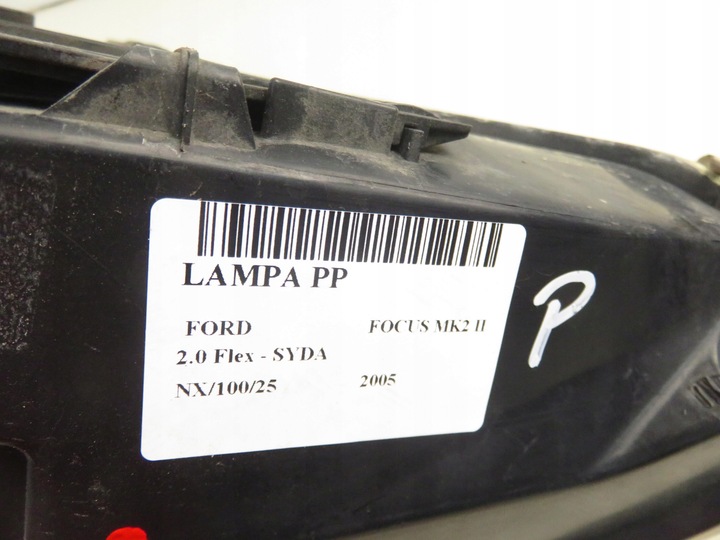 LAMPA PP
FORD FOCUS MK2 II
2.0 Flex - SYDA
NX/100/25 2005
P